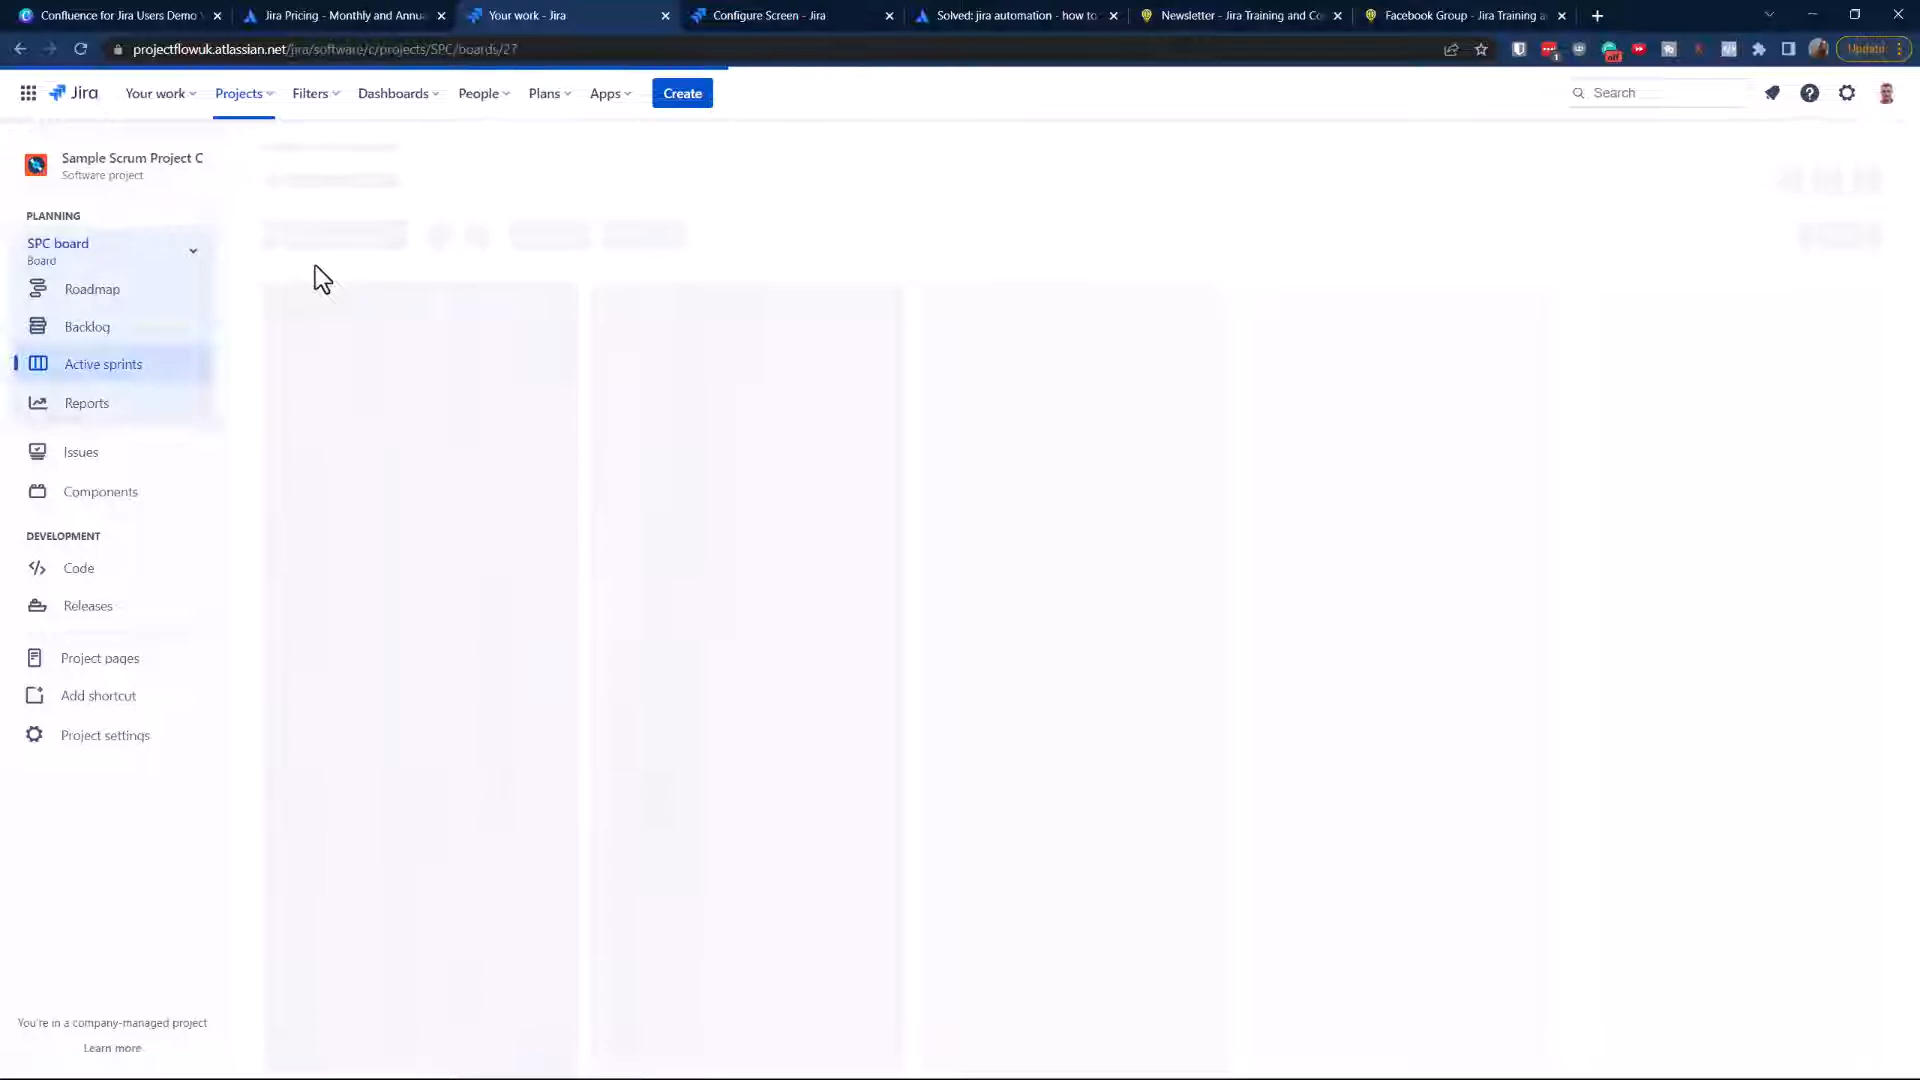 Confluence for Jira Users Demo
Jira Pricing - Monthly and Annu
Your work - Jira
Configure Screen - Jira
Solved: jira automation - how to
Newsletter - Jira Training and Co
Facebook Group - Jira Training a
projectflowuk.atlassian.net/jira/software/c/projects/SPC/boards/27
Update
Jira
Your work
Projects
Filters
Dashboards
People
Plans
Apps
Create
Search
Sample Scrum Project C
Software project
PLANNING
SPC board
Board
Roadmap
Backlog
Active sprints
Reports
Issues
Components
DEVELOPMENT
Code
Releases
Project pages
Add shortcut
Project settings
You're in a company-managed project
Learn more